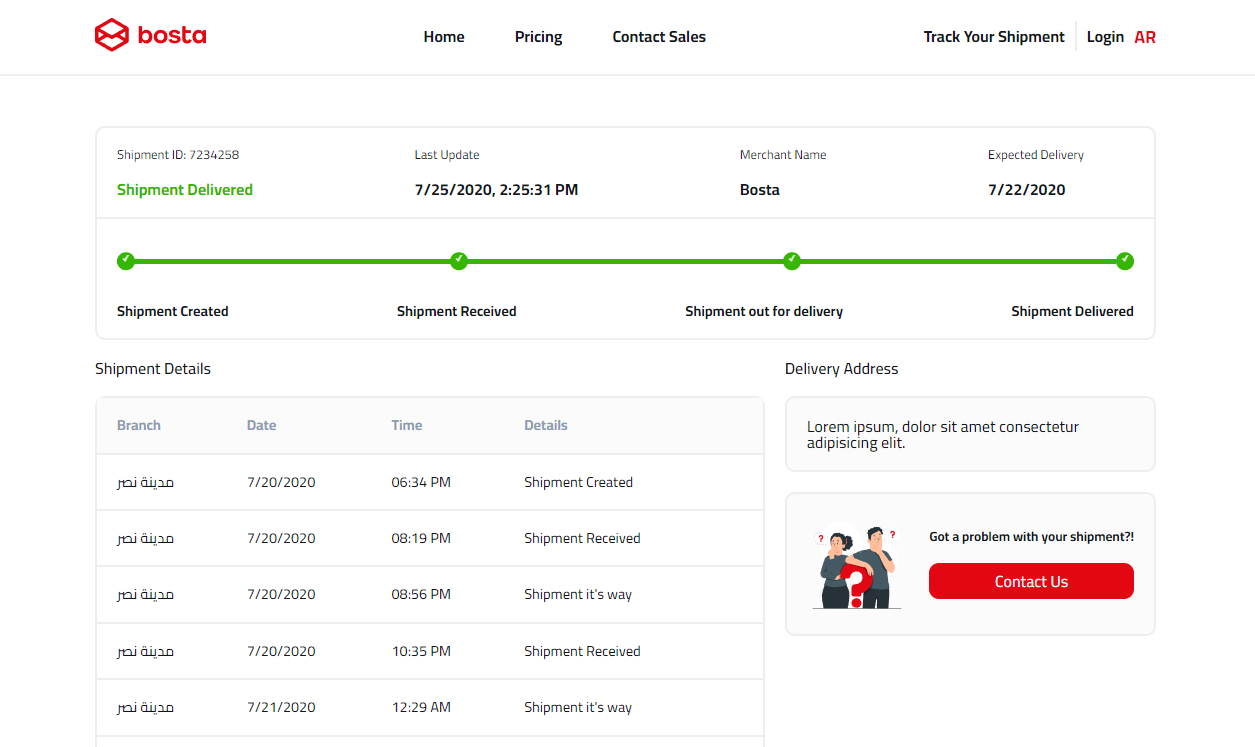 bosta
Home Pricing Contact Sales Track Your Shipment Login AR
Shipment ID: 7234258 Last Update Merchant Name Expected Delivery
Shipment Delivered 7/25/2020, 2:25:31 PM Bosta 7/22/2020
Shipment Created Shipment Received Shipment out for delivery Shipment Delivered
Shipment Details
Branch Date Time Details
مدينة نصر 7/20/2020 06:34 PM Shipment Created
مدينة نصر 7/20/2020 08:19 PM Shipment Received
مدينة نصر 7/20/2020 08:56 PM Shipment it's way
مدينة نصر 7/20/2020 10:35 PM Shipment Received
مدينة نصر 7/21/2020 12:29 AM Shipment it's way
Delivery Address
Lorem ipsum, dolor sit amet consectetur
adipisicing elit.
? ?
?
Got a problem with your shipment?!
Contact Us